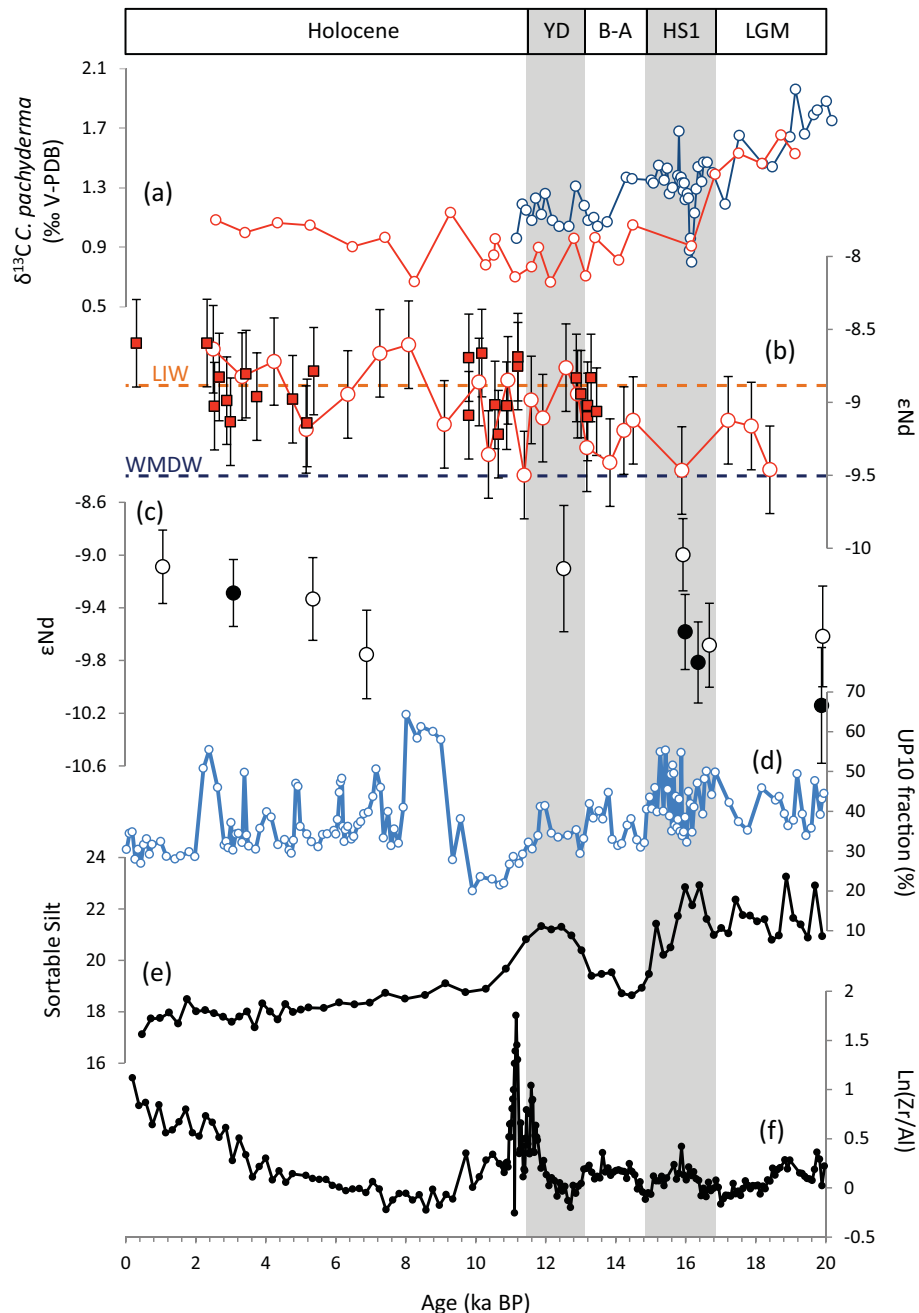 Holocene YD B-A HS1 LGM
2.1
1.7
1.3
0.9
0.5
δ13C C. pachyderma
(‰ V-PDB)
(a)
-8
-8.5
-9
-9.5
-10
εNd
(b)
LIW
WMDW
(c)
-8.6
-9.0
-9.4
-9.8
-10.2
-10.6
εNd
70
60
50
40
30
20
10
0
UP10 fraction (%)
(d)
24
22
20
18
16
Sortable Silt
(e)
2
1.5
1
0.5
0
-0.5
Ln(Zr/Al)
(f)
0 2 4 6 8 10 12 14 16 18 20
Age (ka BP)